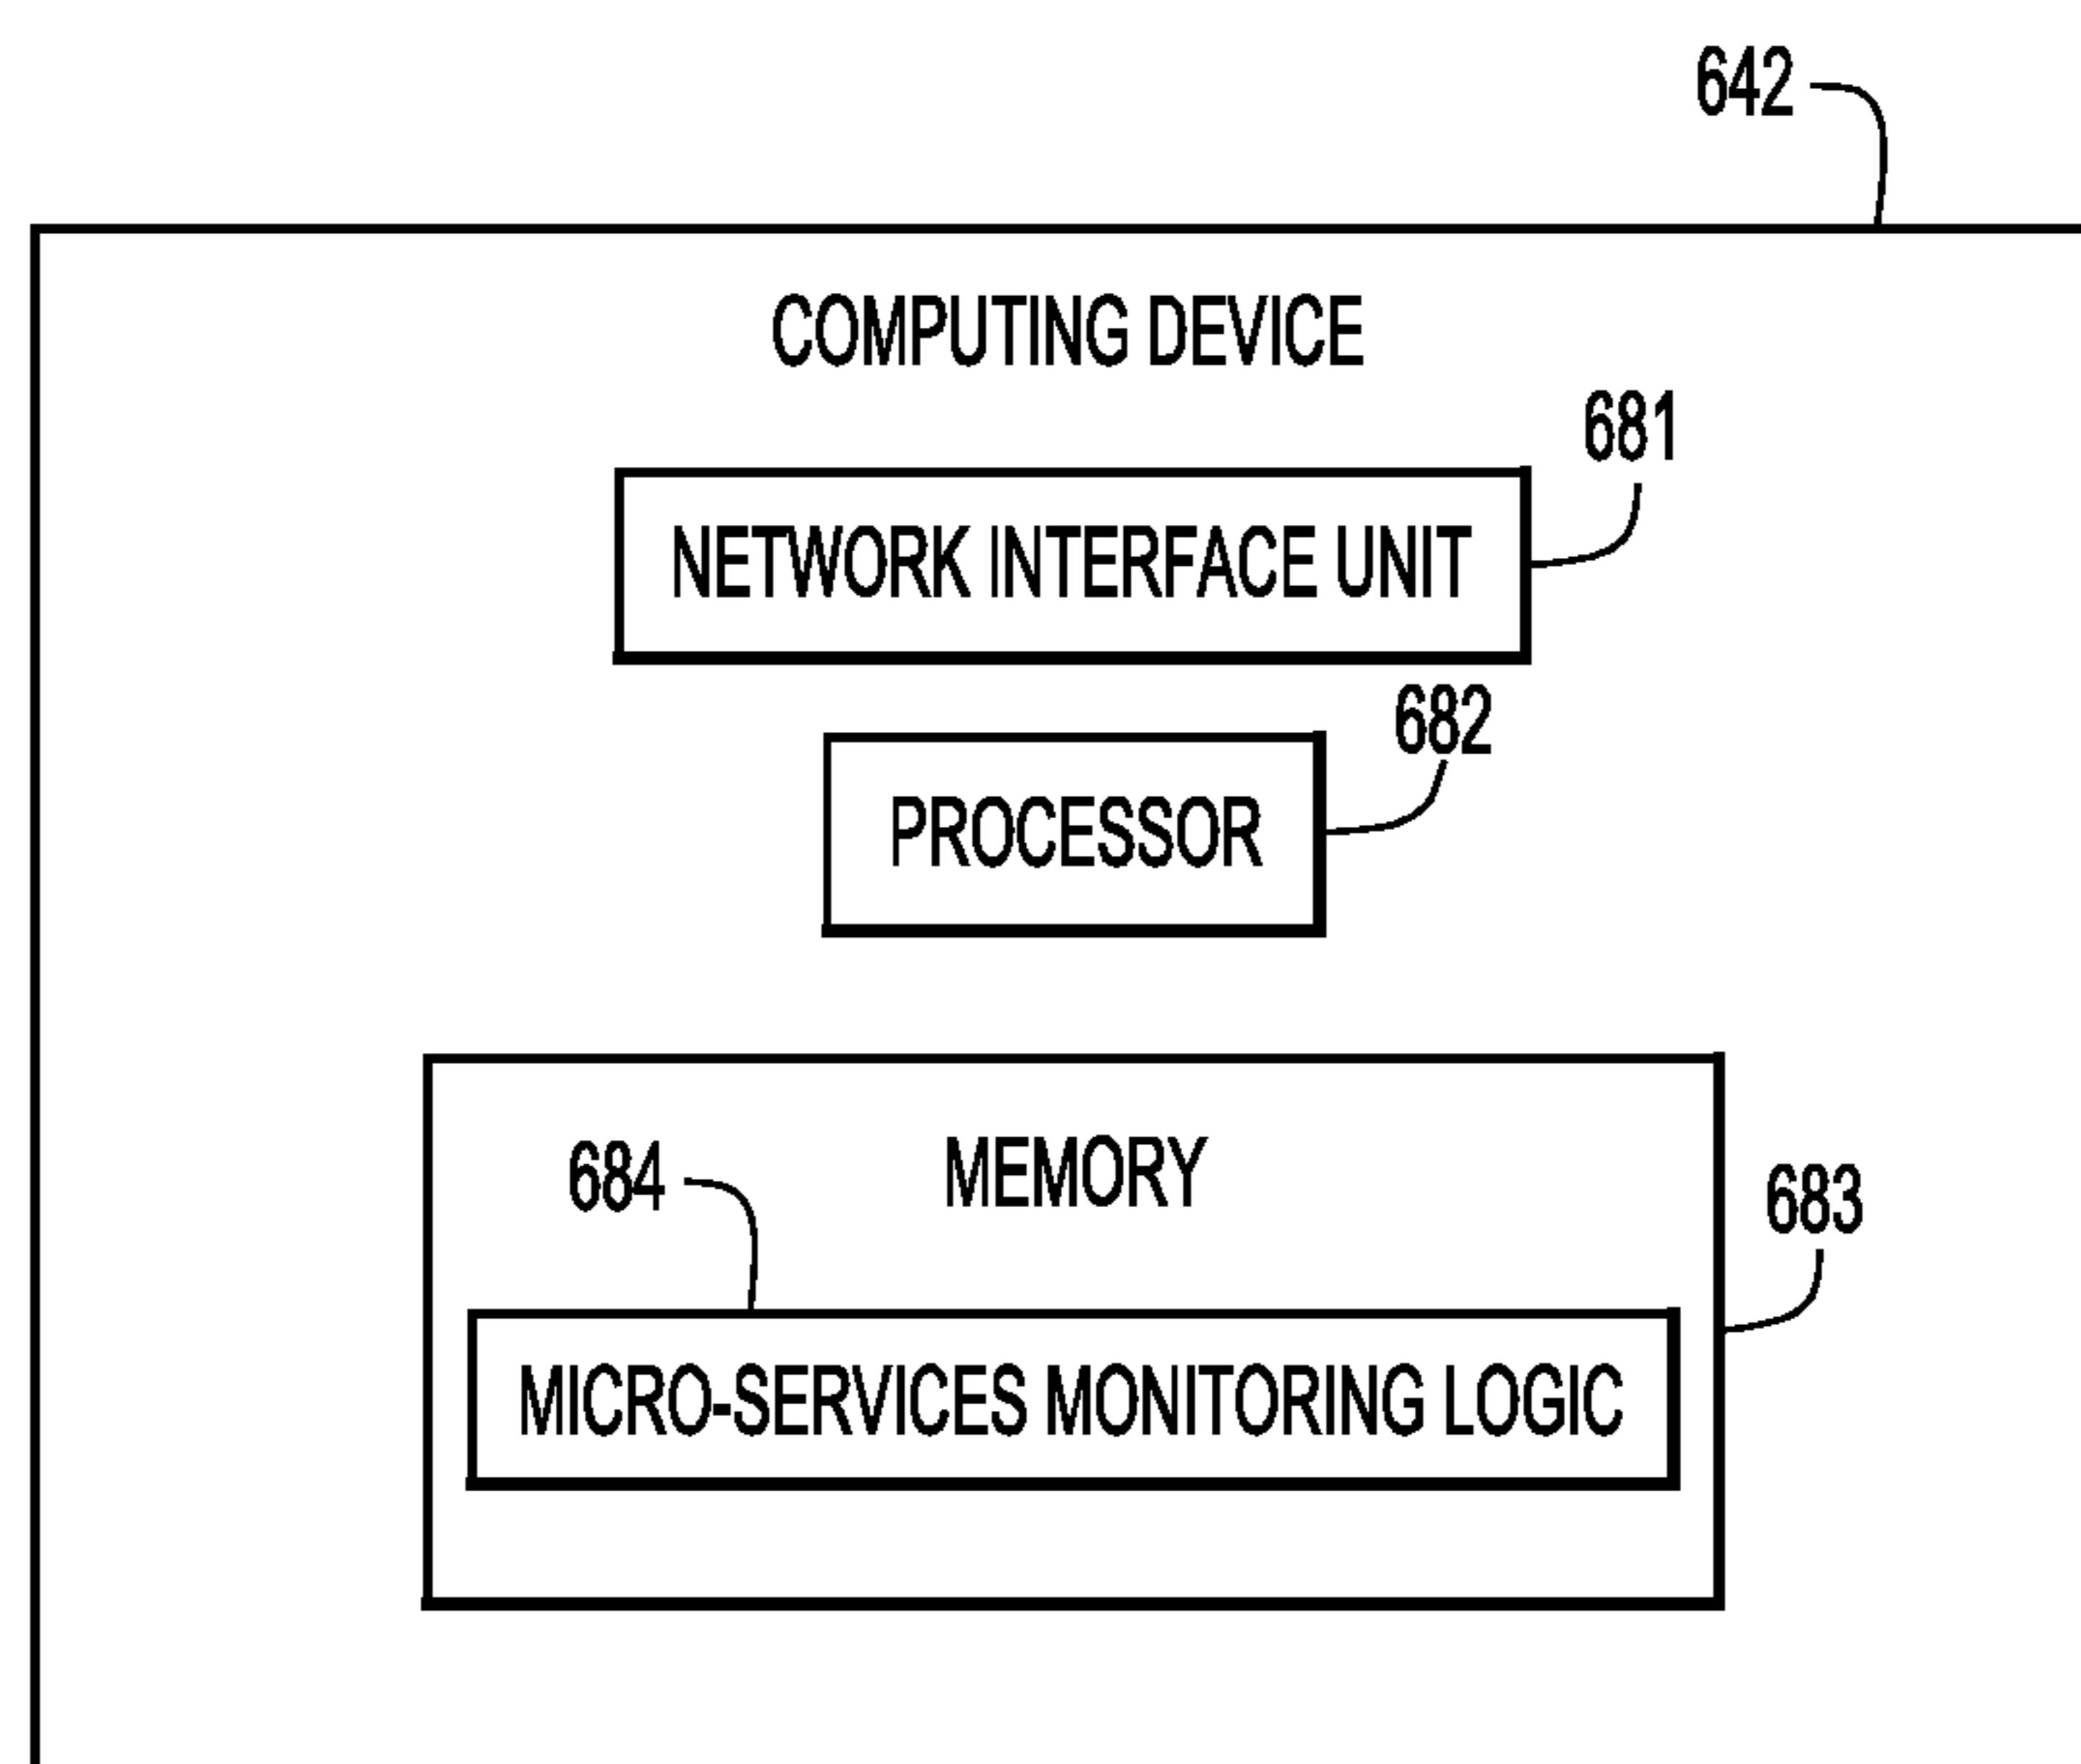 642
COMPUTING DEVICE
681
NETWORK INTERFACE UNIT
682
PROCESSOR
MEMORY
684
683
MICRO-SERVICES MONITORING LOGIC